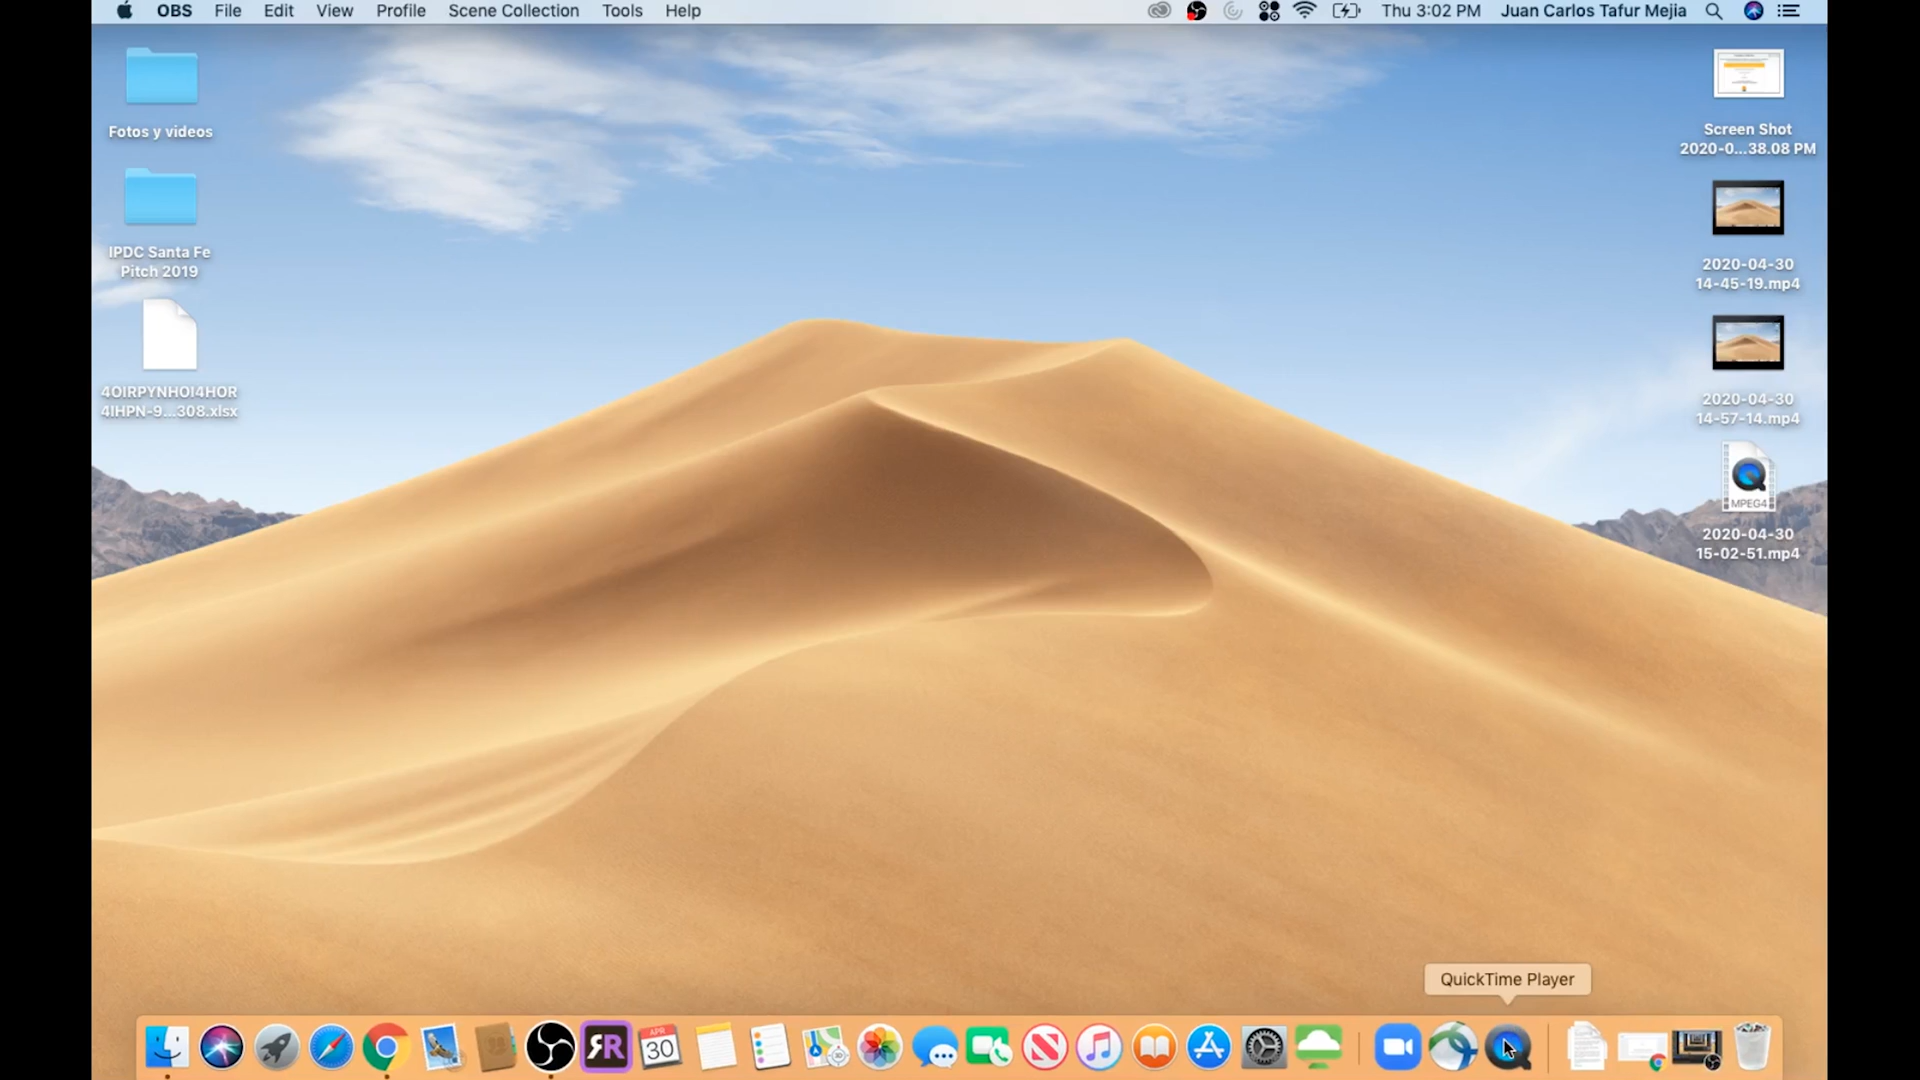 OBS File Edit View Profile Scene Collection Tools Help Thu 3:02 PM Juan Carlos Tafur Mejia
Fotos y videos
IPDC Santa Fe
Pitch 2019
4OIRPYNHOI4HOR
4IHPN-9...308.xlsx
Screen Shot
2020-0...38.08 PM
2020-04-30
14-45-19.mp4
2020-04-30
14-57-14.mp4
MPEG4
2020-04-30
15-02-51.mp4
QuickTime Player
APR
30